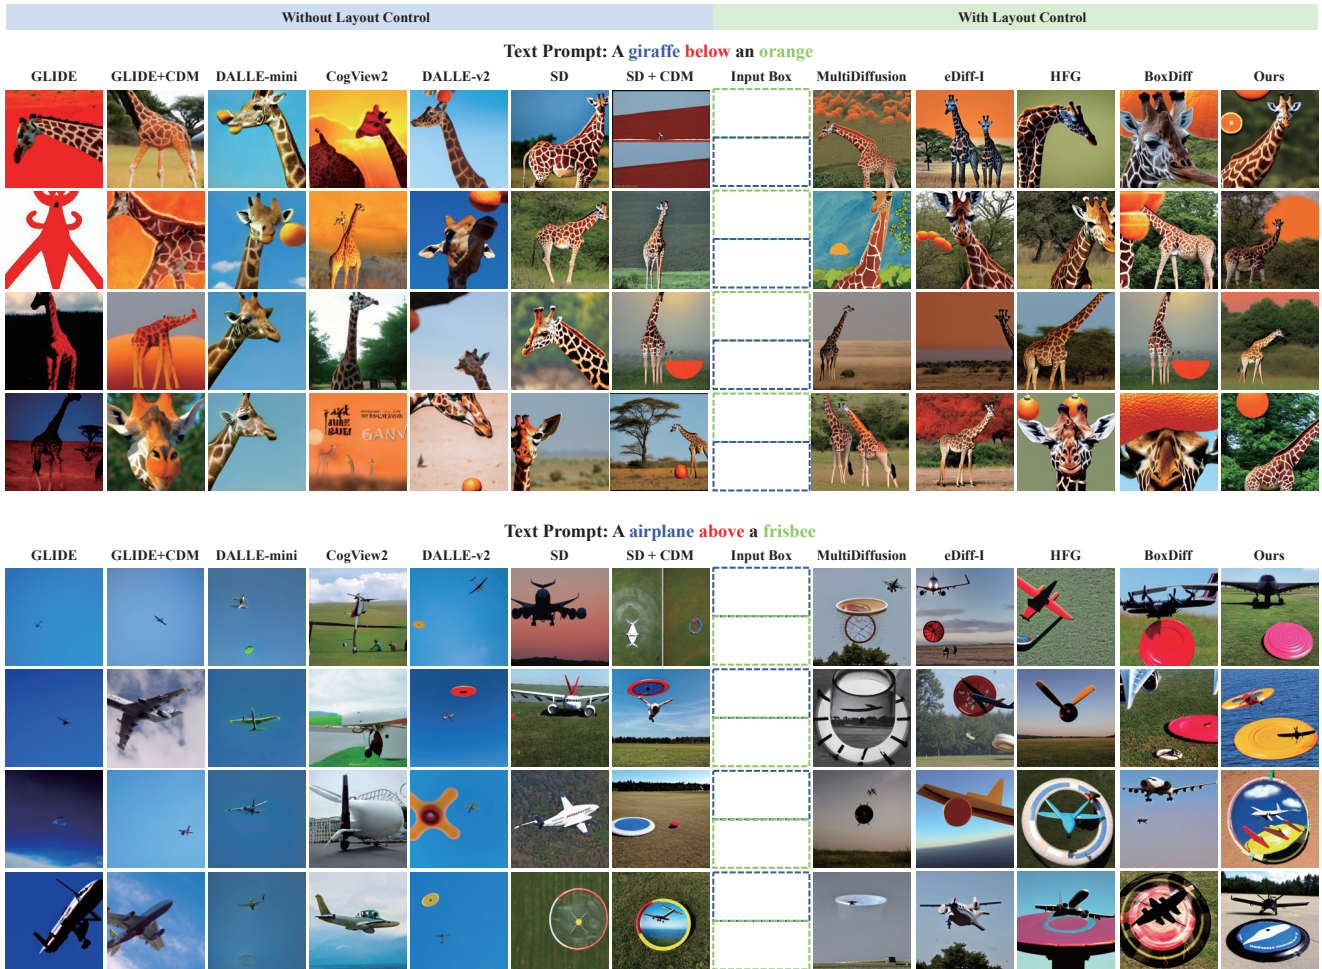 Without Layout Control
With Layout Control
Text Prompt: A giraffe below an orange
GLIDE GLIDE+CDM DALLE-mini CogView2 DALLE-v2 SD SD + CDM Input Box MultiDiffusion eDiff-I HFG BoxDiff Ours
Text Prompt: A airplane above a frisbee
GLIDE GLIDE+CDM DALLE-mini CogView2 DALLE-v2 SD SD + CDM Input Box MultiDiffusion eDiff-I HFG BoxDiff Ours